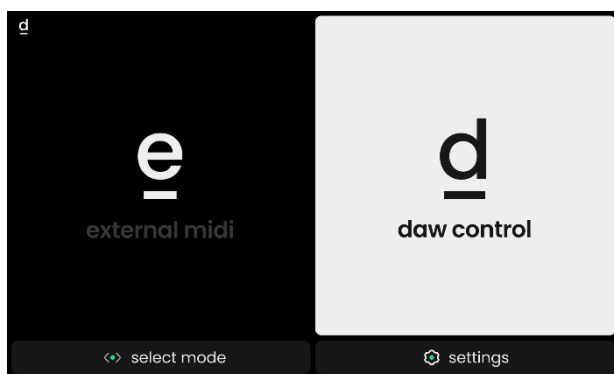 d
e
external midi
d
daw control
select mode
settings